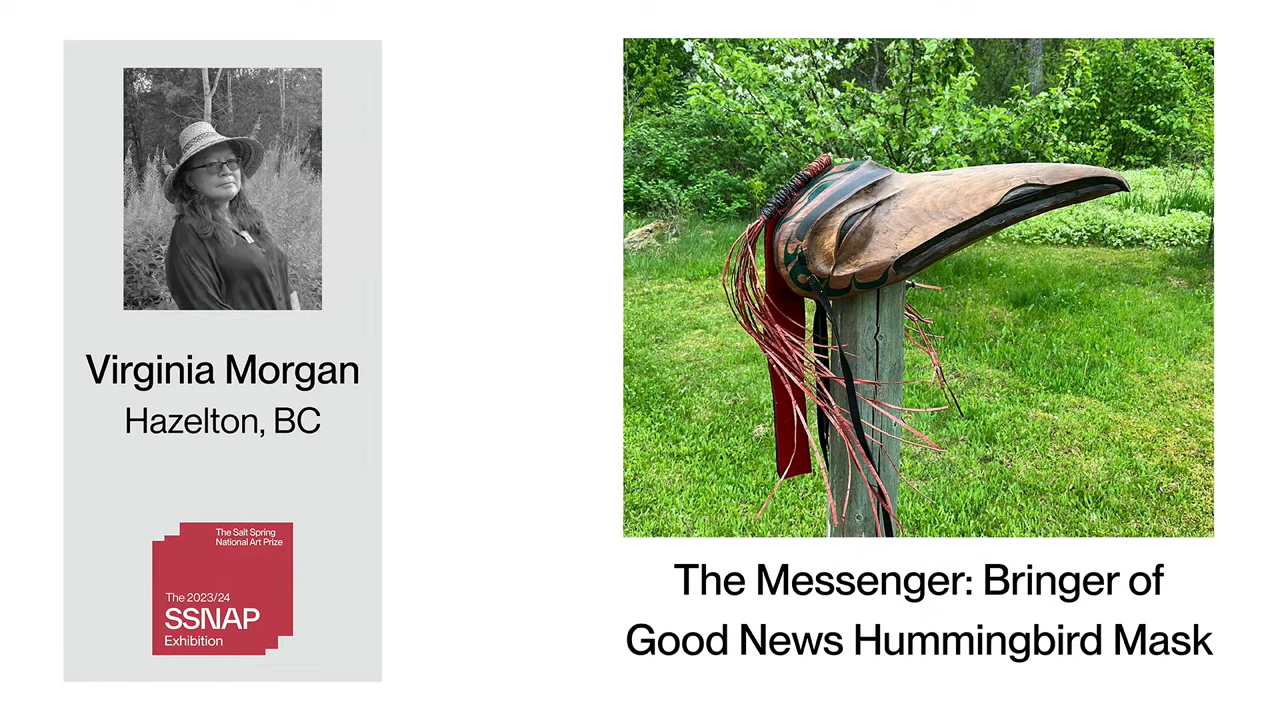 Virginia Morgan
Hazelton, BC
The Salt Spring
National Art Prize
The 2023/24
SSNAP
Exhibition
The Messenger: Bringer of
Good News Hummingbird Mask